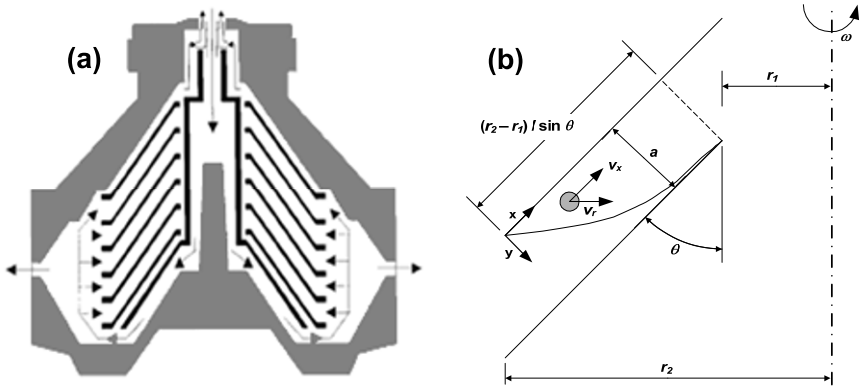 (a)
(b)
ω
r1
(r2–r1) / sin θ
a
vx
x
vr
y
θ
r2